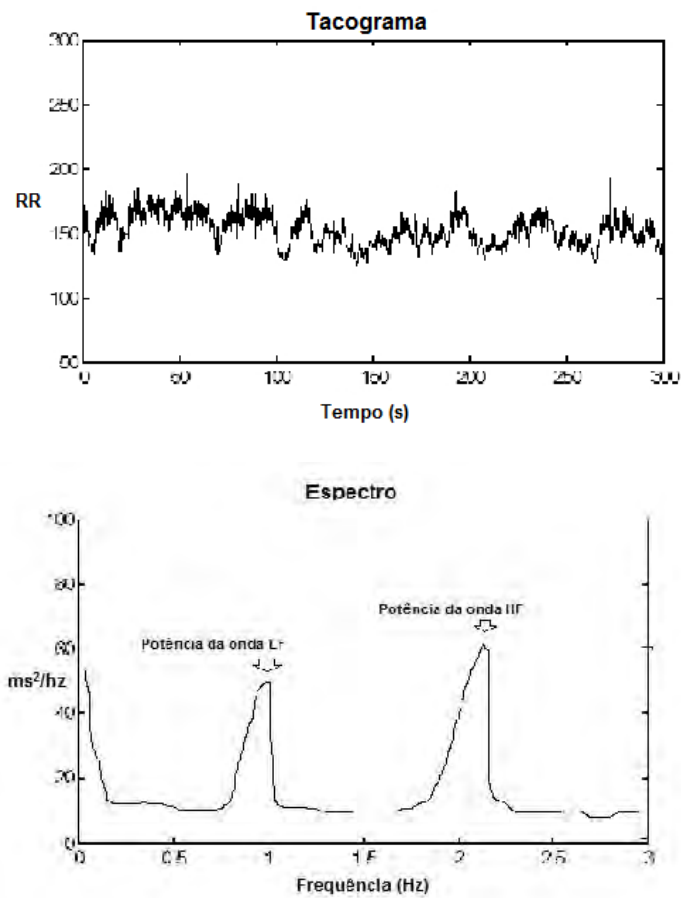 Tacograma
300
250
200
RR
150
100
50
0 50 100 150 200 250 300
Tempo (s)
Espectro
100
80
Potência da onda HF
60
Potência da onda LF
ms²/hz
40
20
0
0 0.5 1 1.5 2 2.5 3
Frequência (Hz)